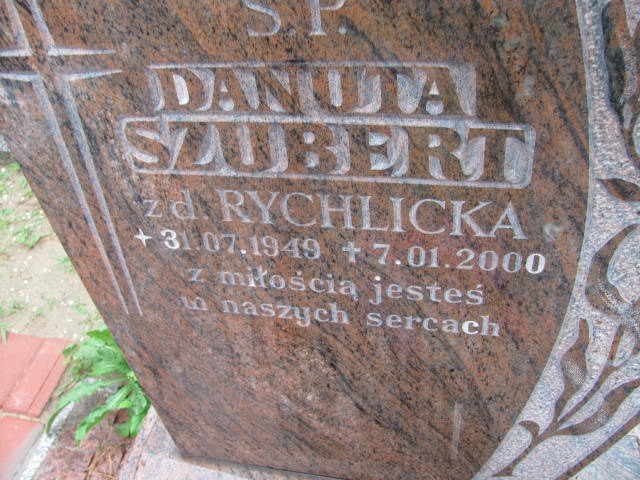 Ś.P.
DANUTA
SZUBERT
z d. RYCHLICKA
+ 31.07.1949 + 7.01.2000
z miłością jesteś
w naszych sercach